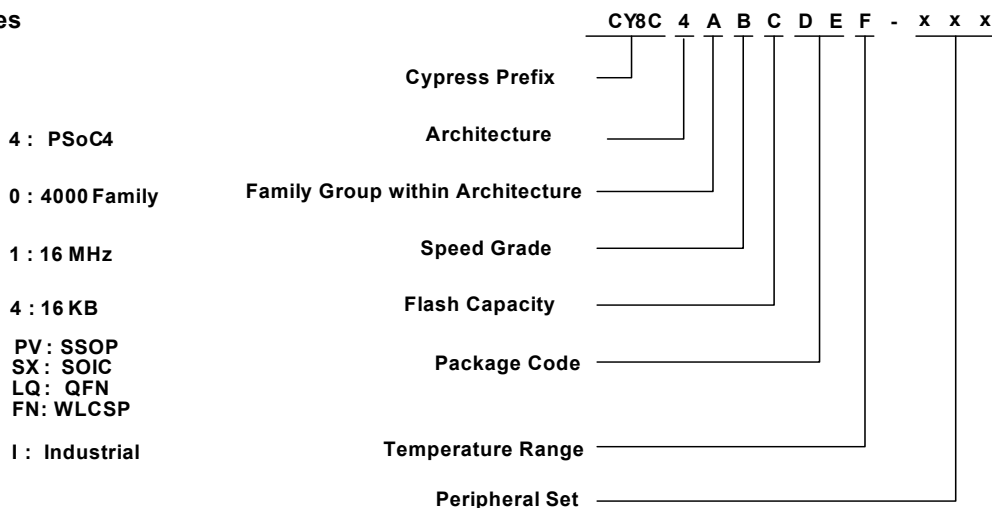 es
CY8C 4 A B C D E F - x x x
Cypress Prefix
4 : PSoC4 Architecture
0 : 4000 Family Family Group within Architecture
1 : 16 MHz Speed Grade
4 : 16 KB Flash Capacity
PV : SSOP
SX : SOIC
LQ : QFN
FN: WLCSP
Package Code
I : Industrial Temperature Range
Peripheral Set